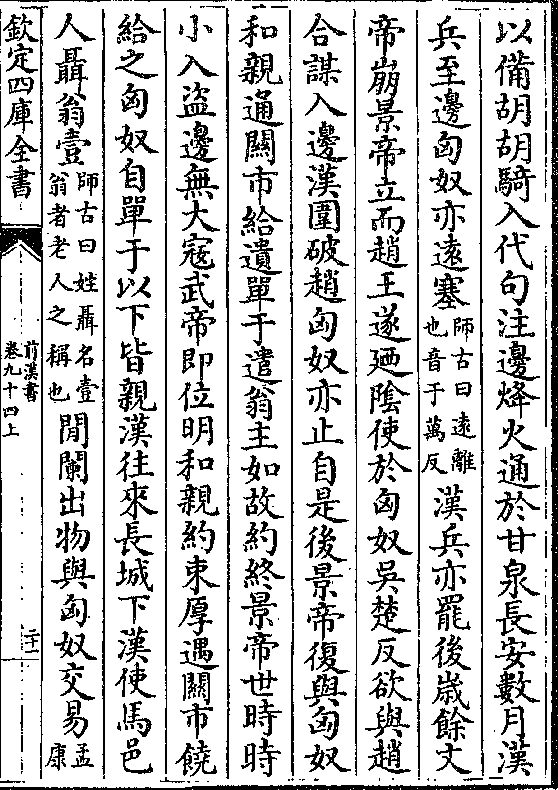 以備胡胡騎入代句注邊烽火通於甘泉長安數月漢
兵至邊匈奴亦遠塞師古曰遠離也音于萬反漢兵亦罷後歳餘文
帝崩景帝立而趙王遂廼陰使於匈奴吳楚反欲與趙
合謀入邊漢圍破趙匈奴亦止自是後景帝復與匈奴
和親通關市給遺單于遣翁主如故約終景帝世時時
小入盜邊無大寇武帝即位明和親約束厚遇關市饒
給之匈奴自單于以下皆親漢往來長城下漢使馬邑
人聶翁壹師古曰姓聶名壹翁者老人之稱也閒闌出物與匈奴交易孟康
欽定四庫全書
前漢書
卷九十四上
二十